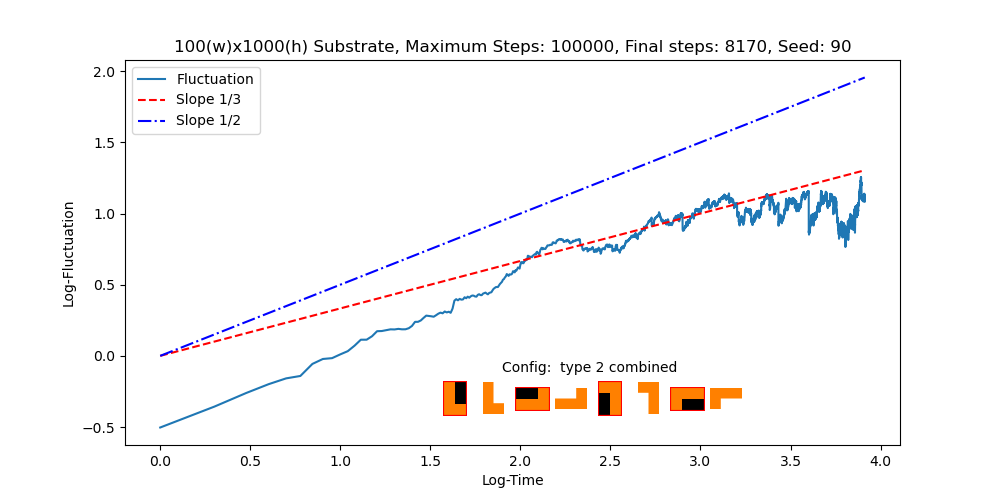 100(w)x1000(h) Substrate, Maximum Steps: 100000, Final steps: 8170, Seed: 90
Fluctuation
Slope 1/3
Slope 1/2
Log-Fluctuation
2.0
1.5
1.0
0.5
0.0
−0.5
Config:  type 2 combined
0.0 0.5 1.0 1.5 2.0 2.5 3.0 3.5 4.0
Log-Time